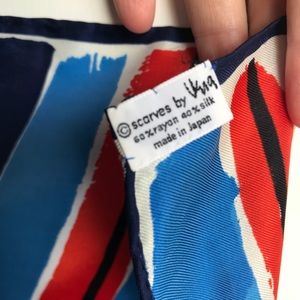 © scarves by Vera
60% rayon 40% silk
made in Japan